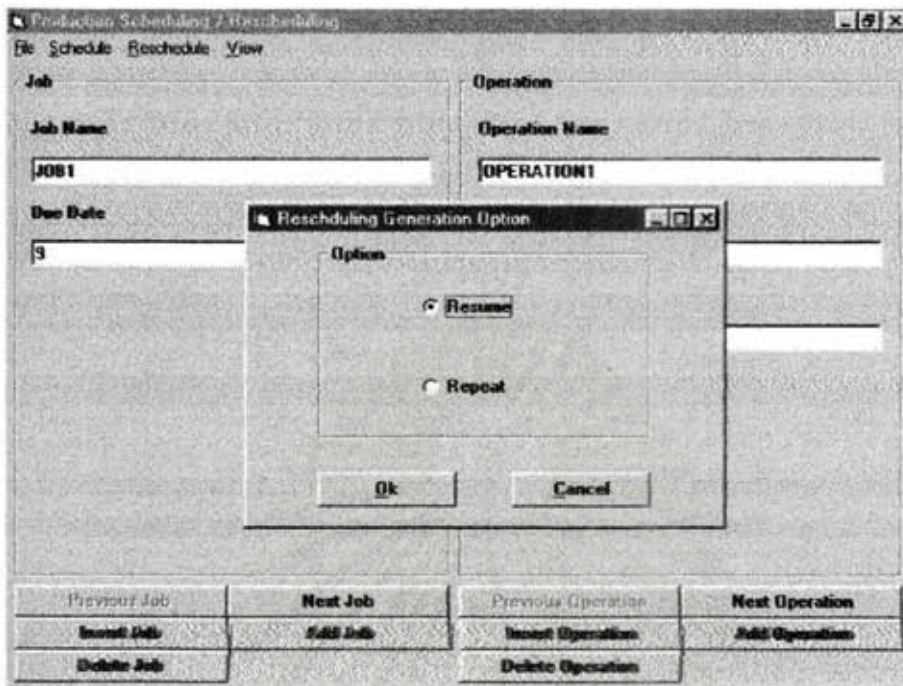 Production Scheduling / Rescheduling
File Schedule Reschedule View
Job
Operation
Job Name
Operation Name
JOB1
OPERATION1
Due Date
9
Reschduling Generation Option
Option
Resume
Repeat
Ok
Cancel
Previous Job
Next Job
Previous Operation
Next Operation
Insert Job
Add Job
Insert Operation
Add Operation
Delete Job
Delete Operation